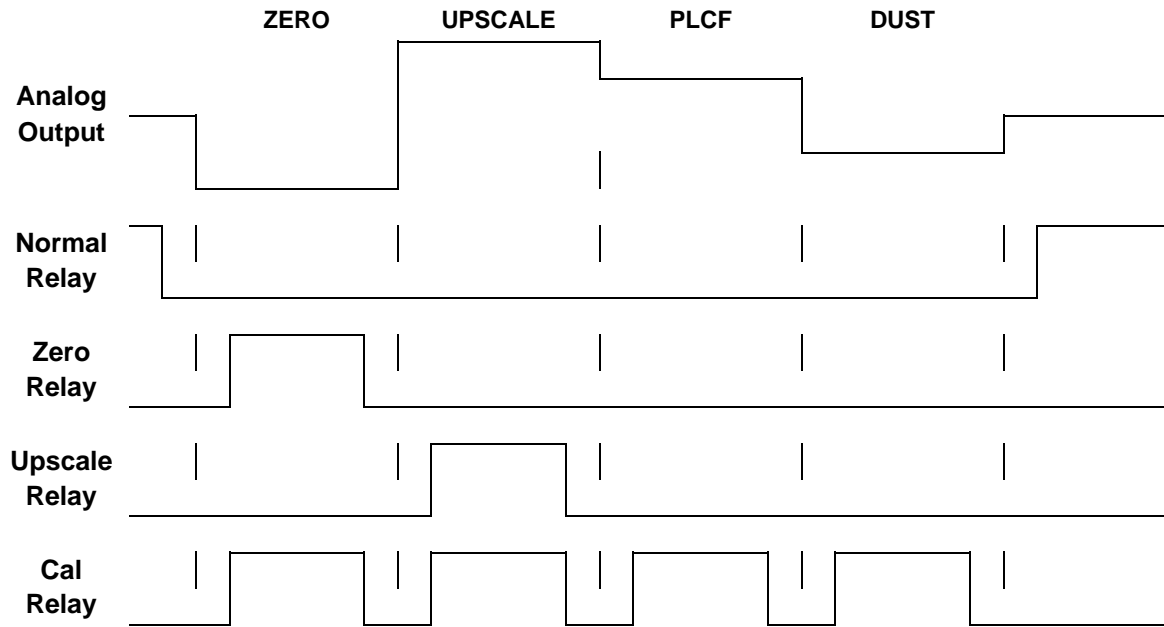 ZERO UPSCALE PLCF DUST
Analog
Output
Normal
Relay
Zero
Relay
Upscale
Relay
Cal
Relay